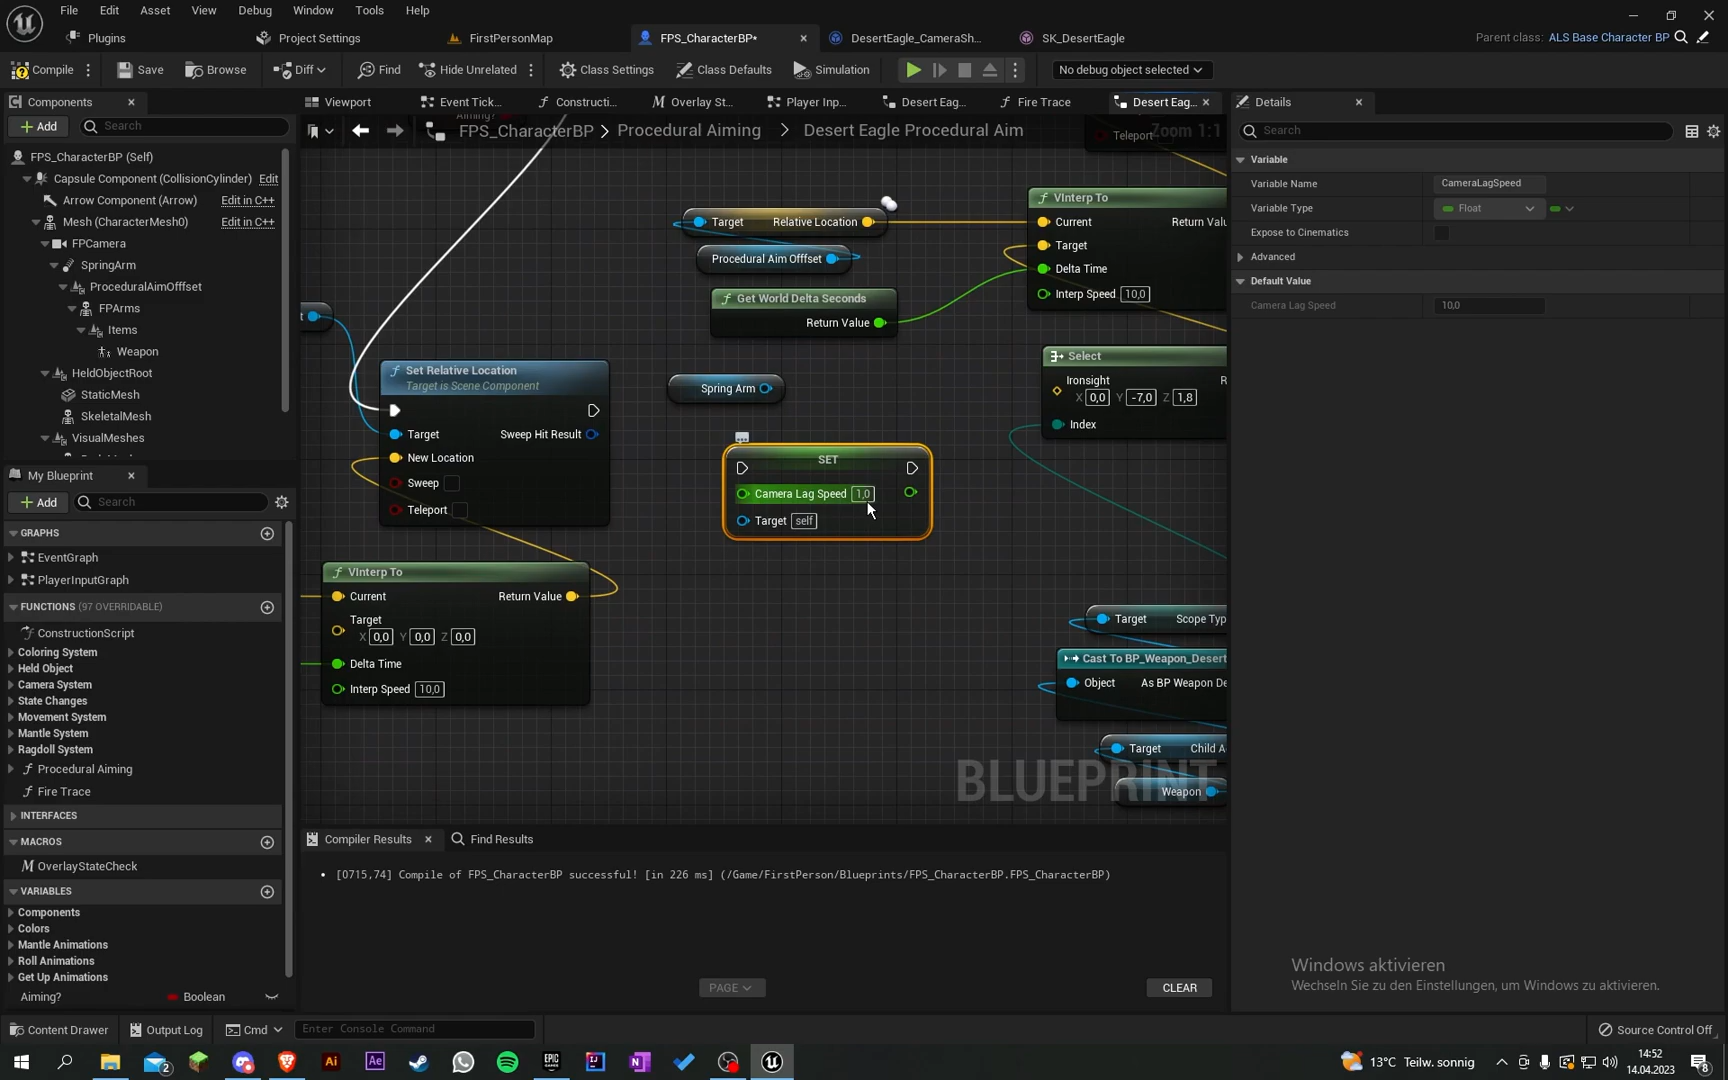 File Edit Asset View Debug Window Tools Help
Plugins Project Settings FirstPersonMap FPS_CharacterBP* DesertEagle_CameraSh... SK_DesertEagle Parent class: ALS Base Character BP
Compile Save Browse Diff Find Hide Unrelated Class Settings Class Defaults Simulation No debug object selected
Components
Add Search
FPS_CharacterBP (Self)
Capsule Component (CollisionCylinder) Edit
Arrow Component (Arrow) Edit in C++
Mesh (CharacterMesh0) Edit in C++
FPCamera
SpringArm
ProceduralAimOfffset
FPArms
Items
Weapon
HeldObjectRoot
StaticMesh
SkeletalMesh
VisualMeshes
My Blueprint
Add Search
GRAPHS
EventGraph
PlayerInputGraph
FUNCTIONS (97 OVERRIDABLE)
ConstructionScript
Coloring System
Held Object
Camera System
State Changes
Movement System
Mantle System
Ragdoll System
Procedural Aiming
Fire Trace
INTERFACES
MACROS
OverlayStateCheck
VARIABLES
Components
Colors
Mantle Animations
Roll Animations
Get Up Animations
Aiming? Boolean
Viewport Event Tick... Constructi... Overlay St... Player Inp... Desert Eag... Fire Trace Desert Eag...
FPS_CharacterBP Procedural Aiming Desert Eagle Procedural Aim Zoom 1:1
Teleport
Target Relative Location
Procedural Aim Offfset
Get World Delta Seconds
Return Value
VInterp To
Current Return Valu
Target
Delta Time
Interp Speed 10,0
Set Relative Location
Target is Scene Component
Target Sweep Hit Result
New Location
Sweep
Teleport
Spring Arm
SET
Camera Lag Speed 1,0
Target self
Select
Ironsight R
X 0,0 Y -7,0 Z 1,8
Index
VInterp To
Current Return Value
Target
X 0,0 Y 0,0 Z 0,0
Delta Time
Interp Speed 10,0
Target Scope Typ
Cast To BP_Weapon_Desert
Object As BP Weapon De
Target Child A
Weapon
BLUEPRINT
Compiler Results Find Results
[0715,74] Compile of FPS_CharacterBP successful! [in 226 ms] (/Game/FirstPerson/Blueprints/FPS_CharacterBP.FPS_CharacterBP)
PAGE CLEAR
Details
Search
Variable
Variable Name CameraLagSpeed
Variable Type Float
Expose to Cinematics
Advanced
Default Value
Camera Lag Speed 10,0
Windows aktivieren
Wechseln Sie zu den Einstellungen, um Windows zu aktivieren.
Content Drawer Output Log Cmd Enter Console Command Source Control Off
13°C Teilw. sonnig 14:52
14.04.2023